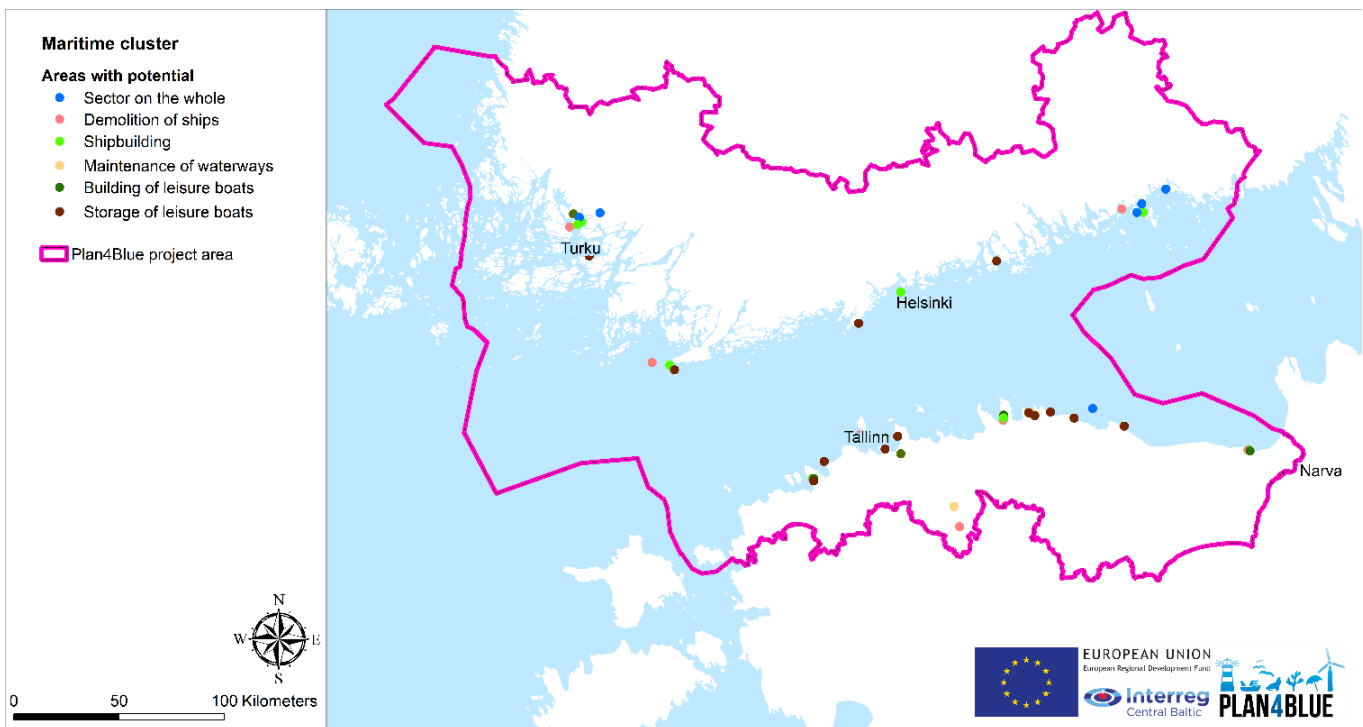 Maritime cluster
Areas with potential
Sector on the whole
Demolition of ships
Shipbuilding
Maintenance of waterways
Building of leisure boats
Storage of leisure boats
Plan4Blue project area
Turku
Helsinki
Tallinn
Narva
N
W E
S
0 50 100 Kilometers
EUROPEAN UNION
European Regional Development Fund
Interreg
Central Baltic
PLAN4BLUE